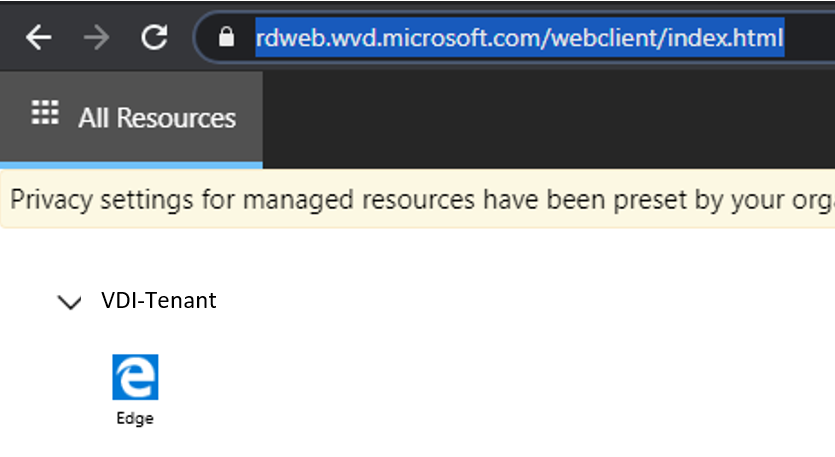 rdweb.wvd.microsoft.com/webclient/index.html
All Resources
Privacy settings for managed resources have been preset by your orga
VDI-Tenant
Edge